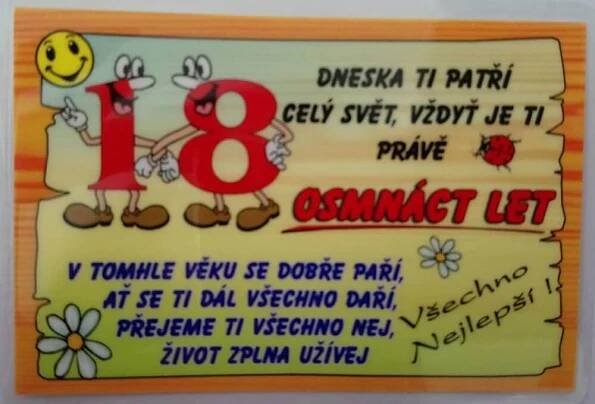 18
DNESKA TI PATŘÍ
CELÝ SVĚT, VŽDYŤ JE TI
PRÁVĚ
OSMNÁCT LET
V TOMHLE VĚKU SE DOBŘE PAŘÍ,
AŤ SE TI DÁL VŠECHNO DAŘÍ,
PŘEJEME TI VŠECHNO NEJ,
ŽIVOT ZPLNA UŽÍVEJ
Všechno
Nejlepší !